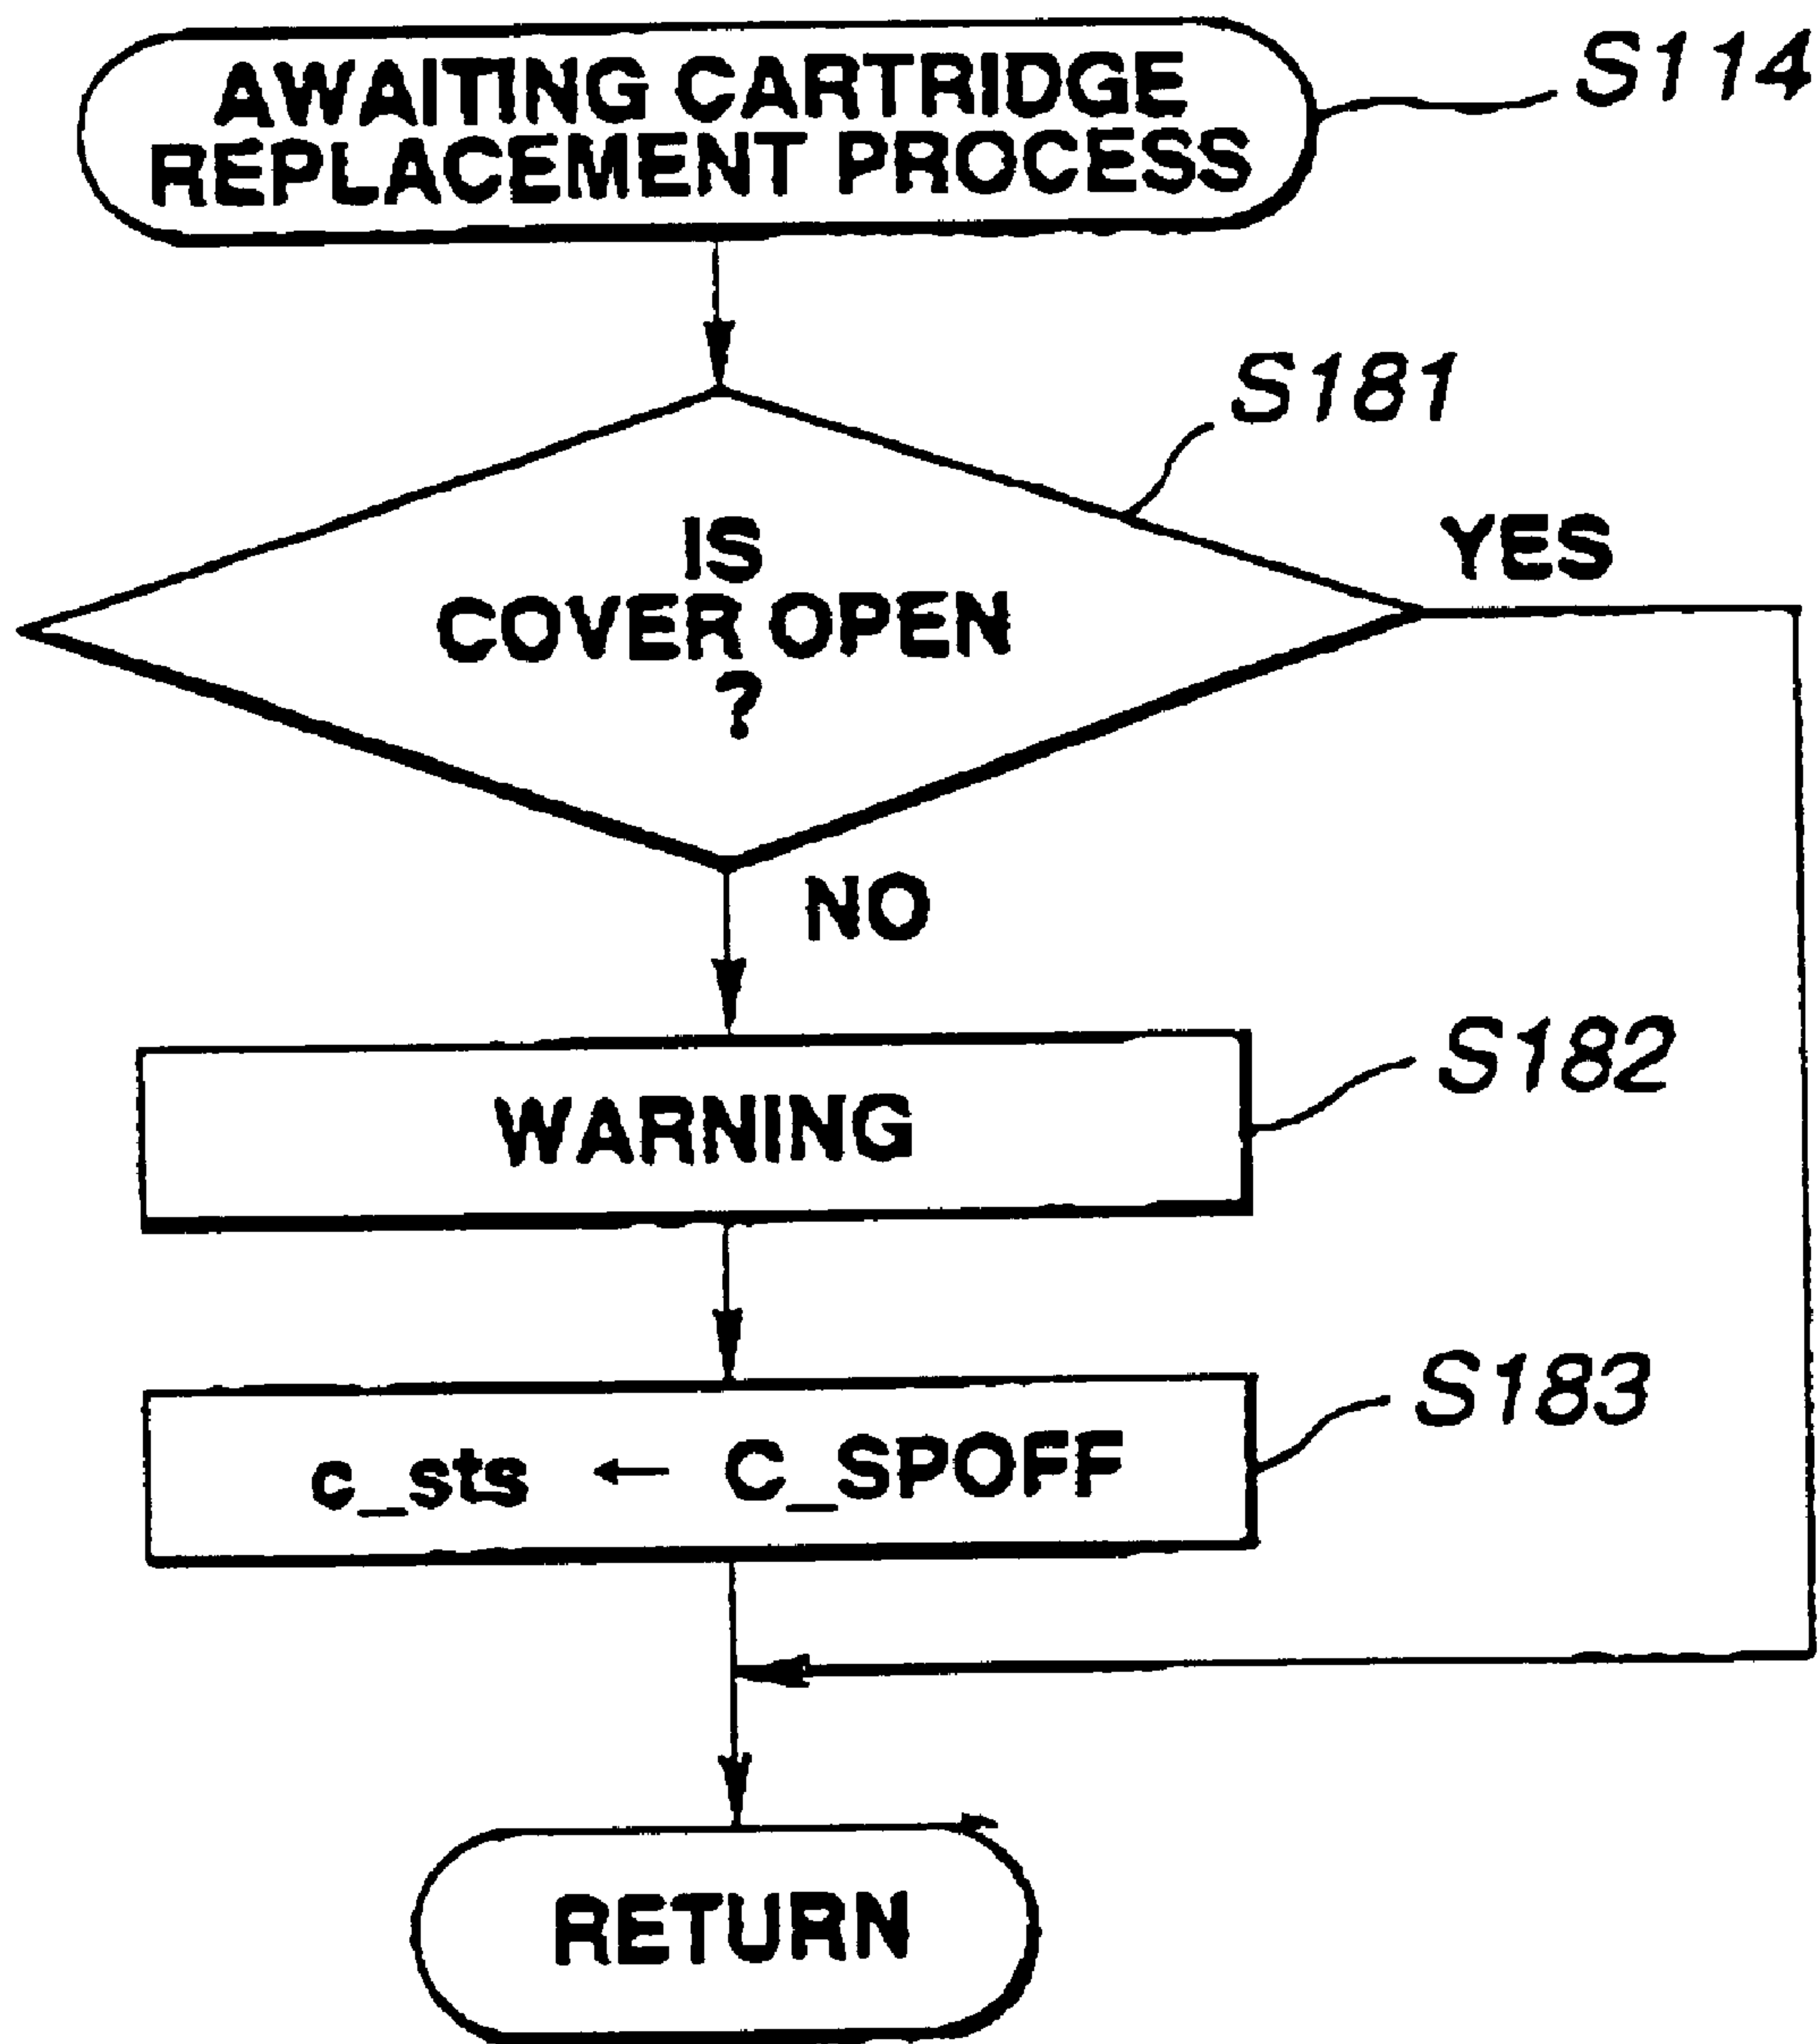 AWAITING CARTRIDGE
REPLACEMENT PROCESS
S114
S181
IS
COVER OPEN
?
YES
NO
WARNING
S182
c_sts ← C_SPOFF
S183
RETURN